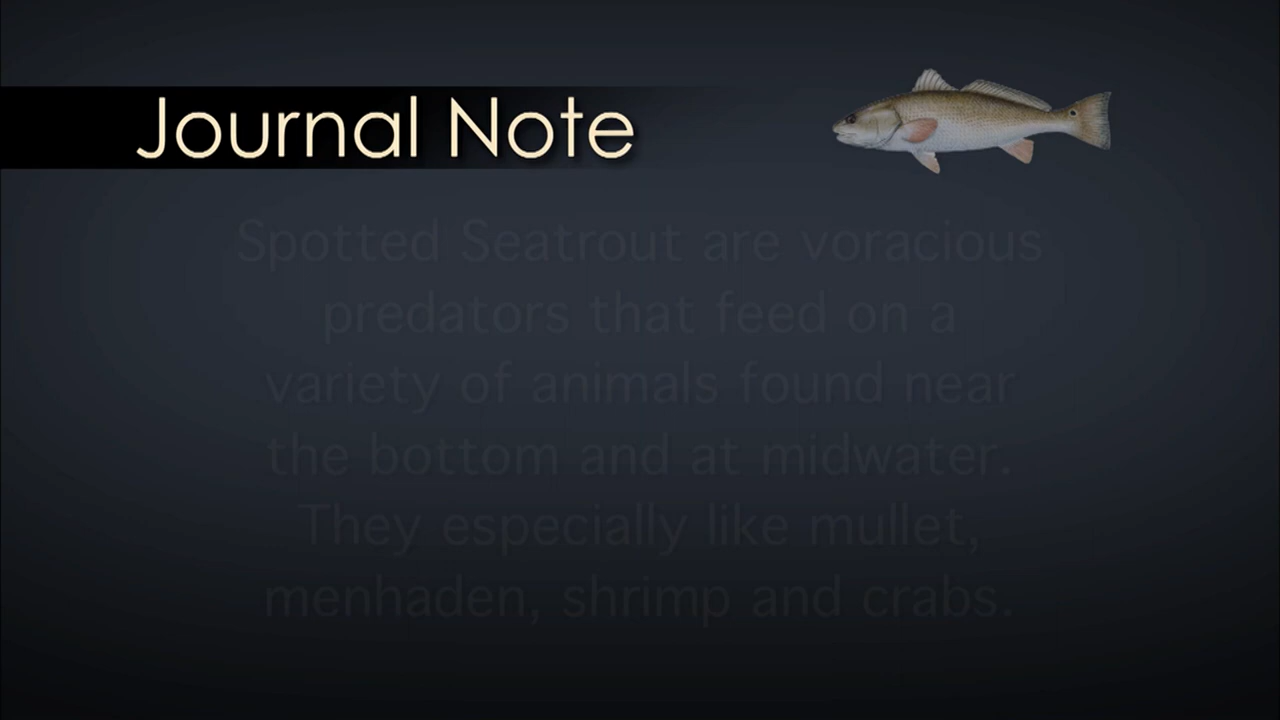 Journal Note
Spotted Seatrout are voracious
predators that feed on a
variety of animals found near
the bottom and at midwater.
They especially like mullet,
menhaden, shrimp and crabs.